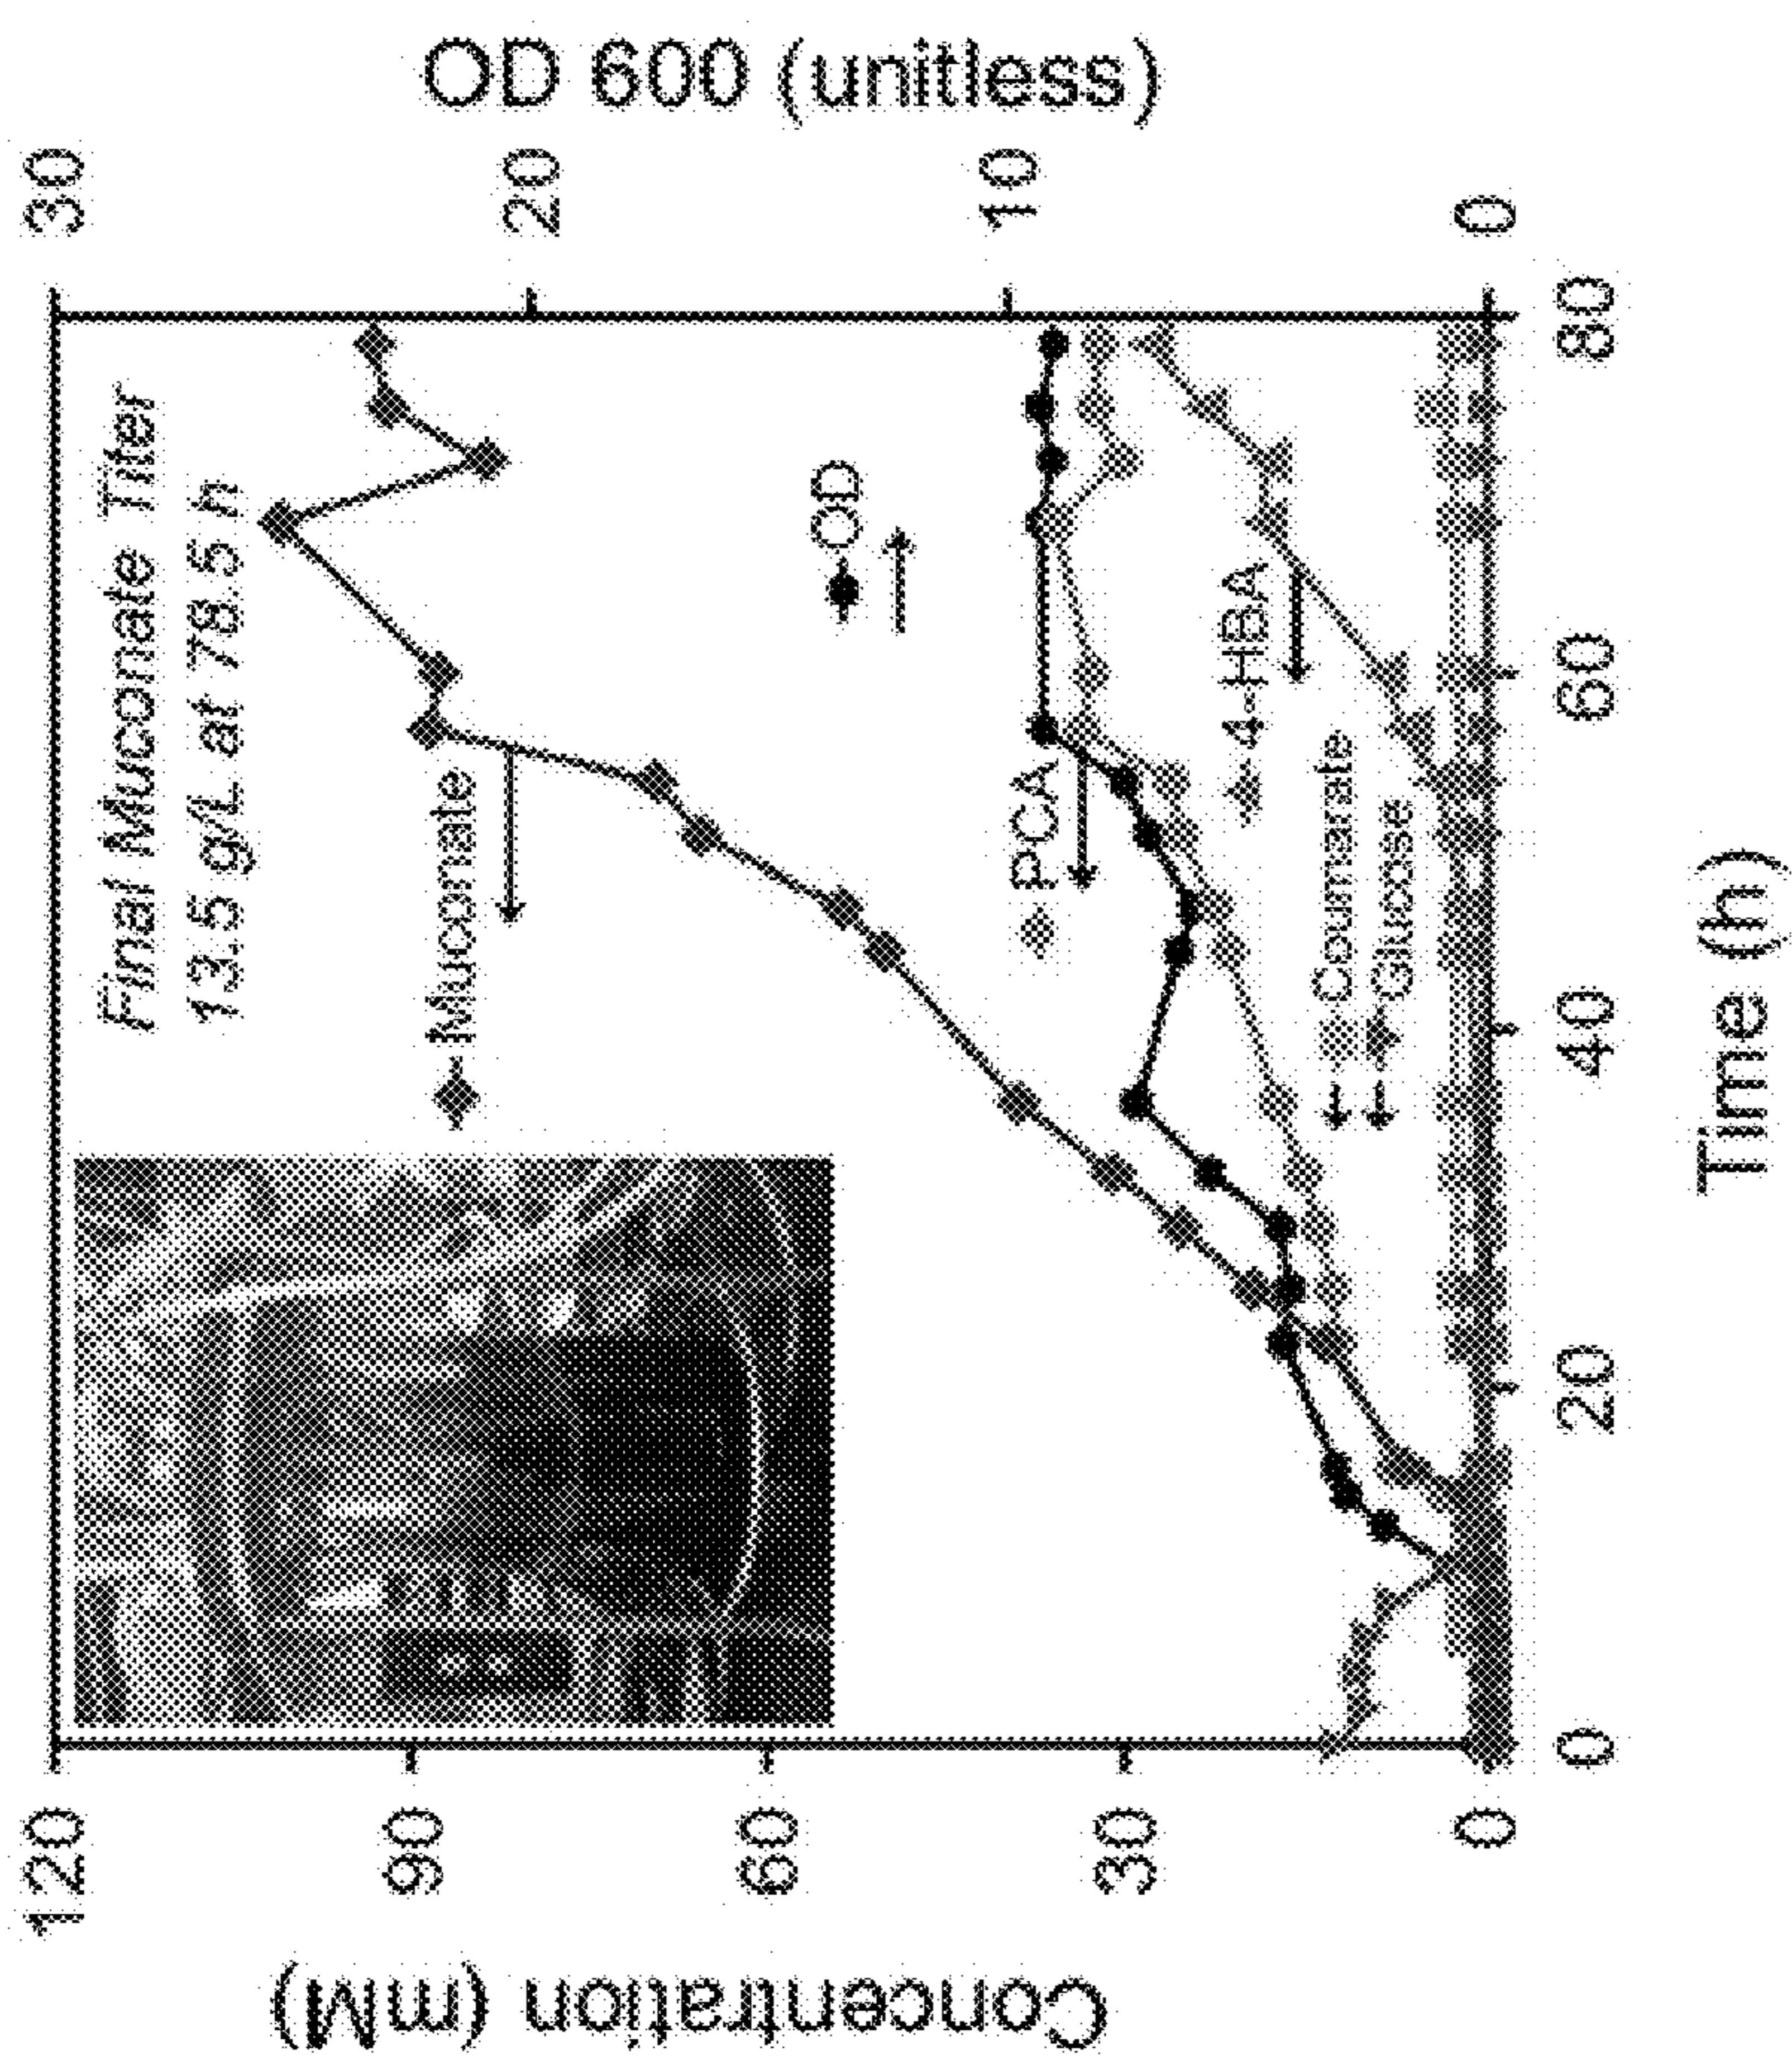 Final Muconate Titer
13.5 g/L at 78.5 h
Muconate
OD
PCA
4-HBA
Coumarate
Glucose
Concentration (mM)
120
90
60
30
0
OD 600 (unitless)
30
20
10
0
0
20
40
60
80
Time (h)